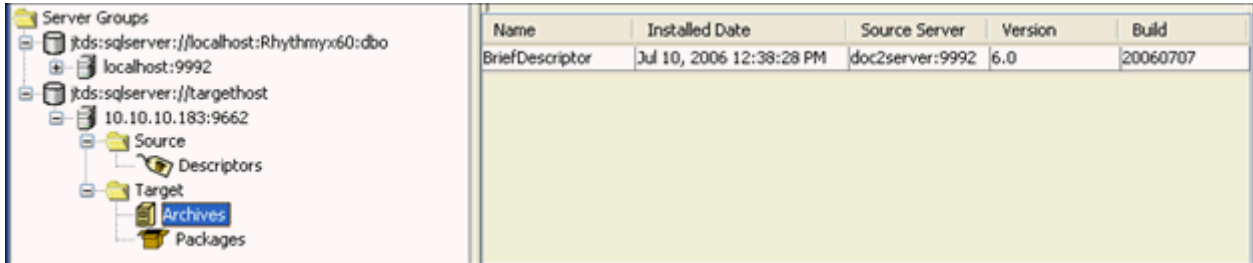 Server Groups
jtds:sqlserver://localhost:Rhythmyx60:dbo
localhost:9992
jtds:sqlserver://targethost
10.10.10.183:9662
Source
Descriptors
Target
Archives
Packages
Name Installed Date Source Server Version Build
BriefDescriptor Jul 10, 2006 12:38:28 PM doc2server:9992 6.0 20060707